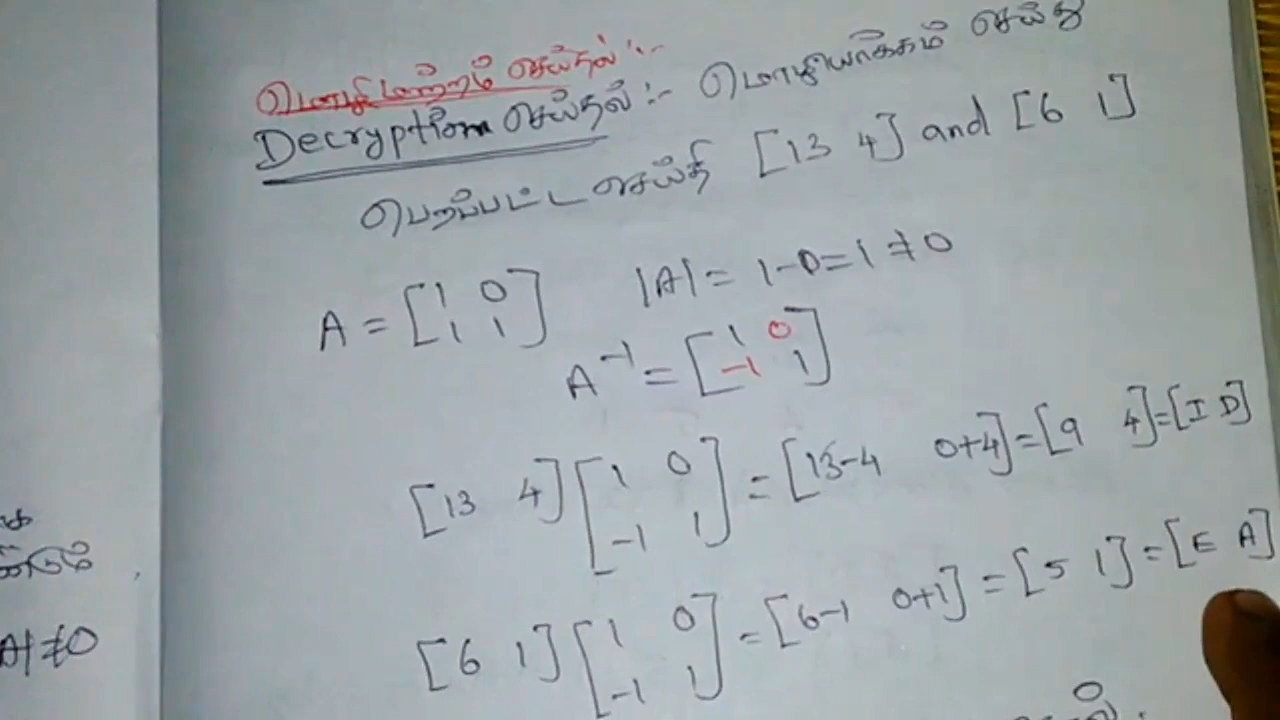 மொழிமாற்றம் செய்தல் :-
Decryption செய்தல் :- மொழியாக்கம் செய்து
பெறப்பட்ட செய்தி [13 4] and [6 1]
A = [1 0 |A| = 1-0=1 ≠ 0
1 1]
A⁻¹ = [1 0
-1 1]
[13 4] [1 0 = [13-4 0+4] = [9 4] = [I D]
-1 1]
[6 1] [1 0 = [6-1 0+1] = [5 1] = [E A]
-1 1]
A| ≠ 0